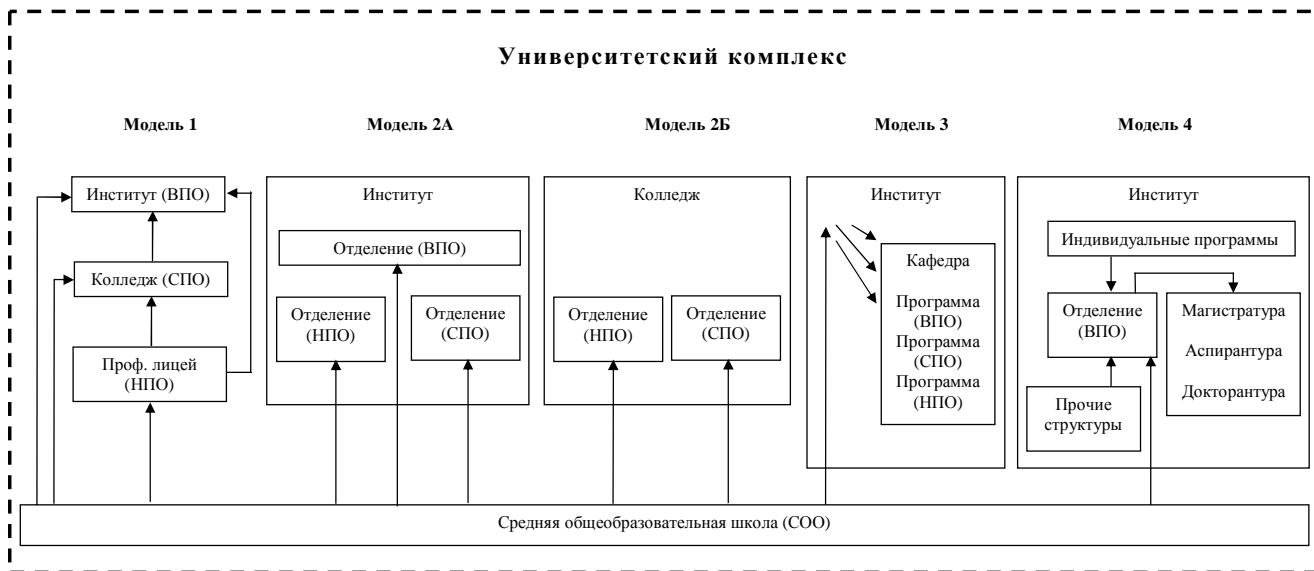 Университетский комплекс
Модель 1
Модель 2А
Модель 2Б
Модель 3
Модель 4
Институт (ВПО)
Колледж (СПО)
Проф. лицей
(НПО)
Институт
Отделение (ВПО)
Отделение
(НПО)
Отделение
(СПО)
Колледж
Отделение
(НПО)
Отделение
(СПО)
Институт
Кафедра
Программа
(ВПО)
Программа
(СПО)
Программа
(НПО)
Институт
Индивидуальные программы
Отделение
(ВПО)
Магистратура
Аспирантура
Докторантура
Прочие
структуры
Средняя общеобразовательная школа (СОО)